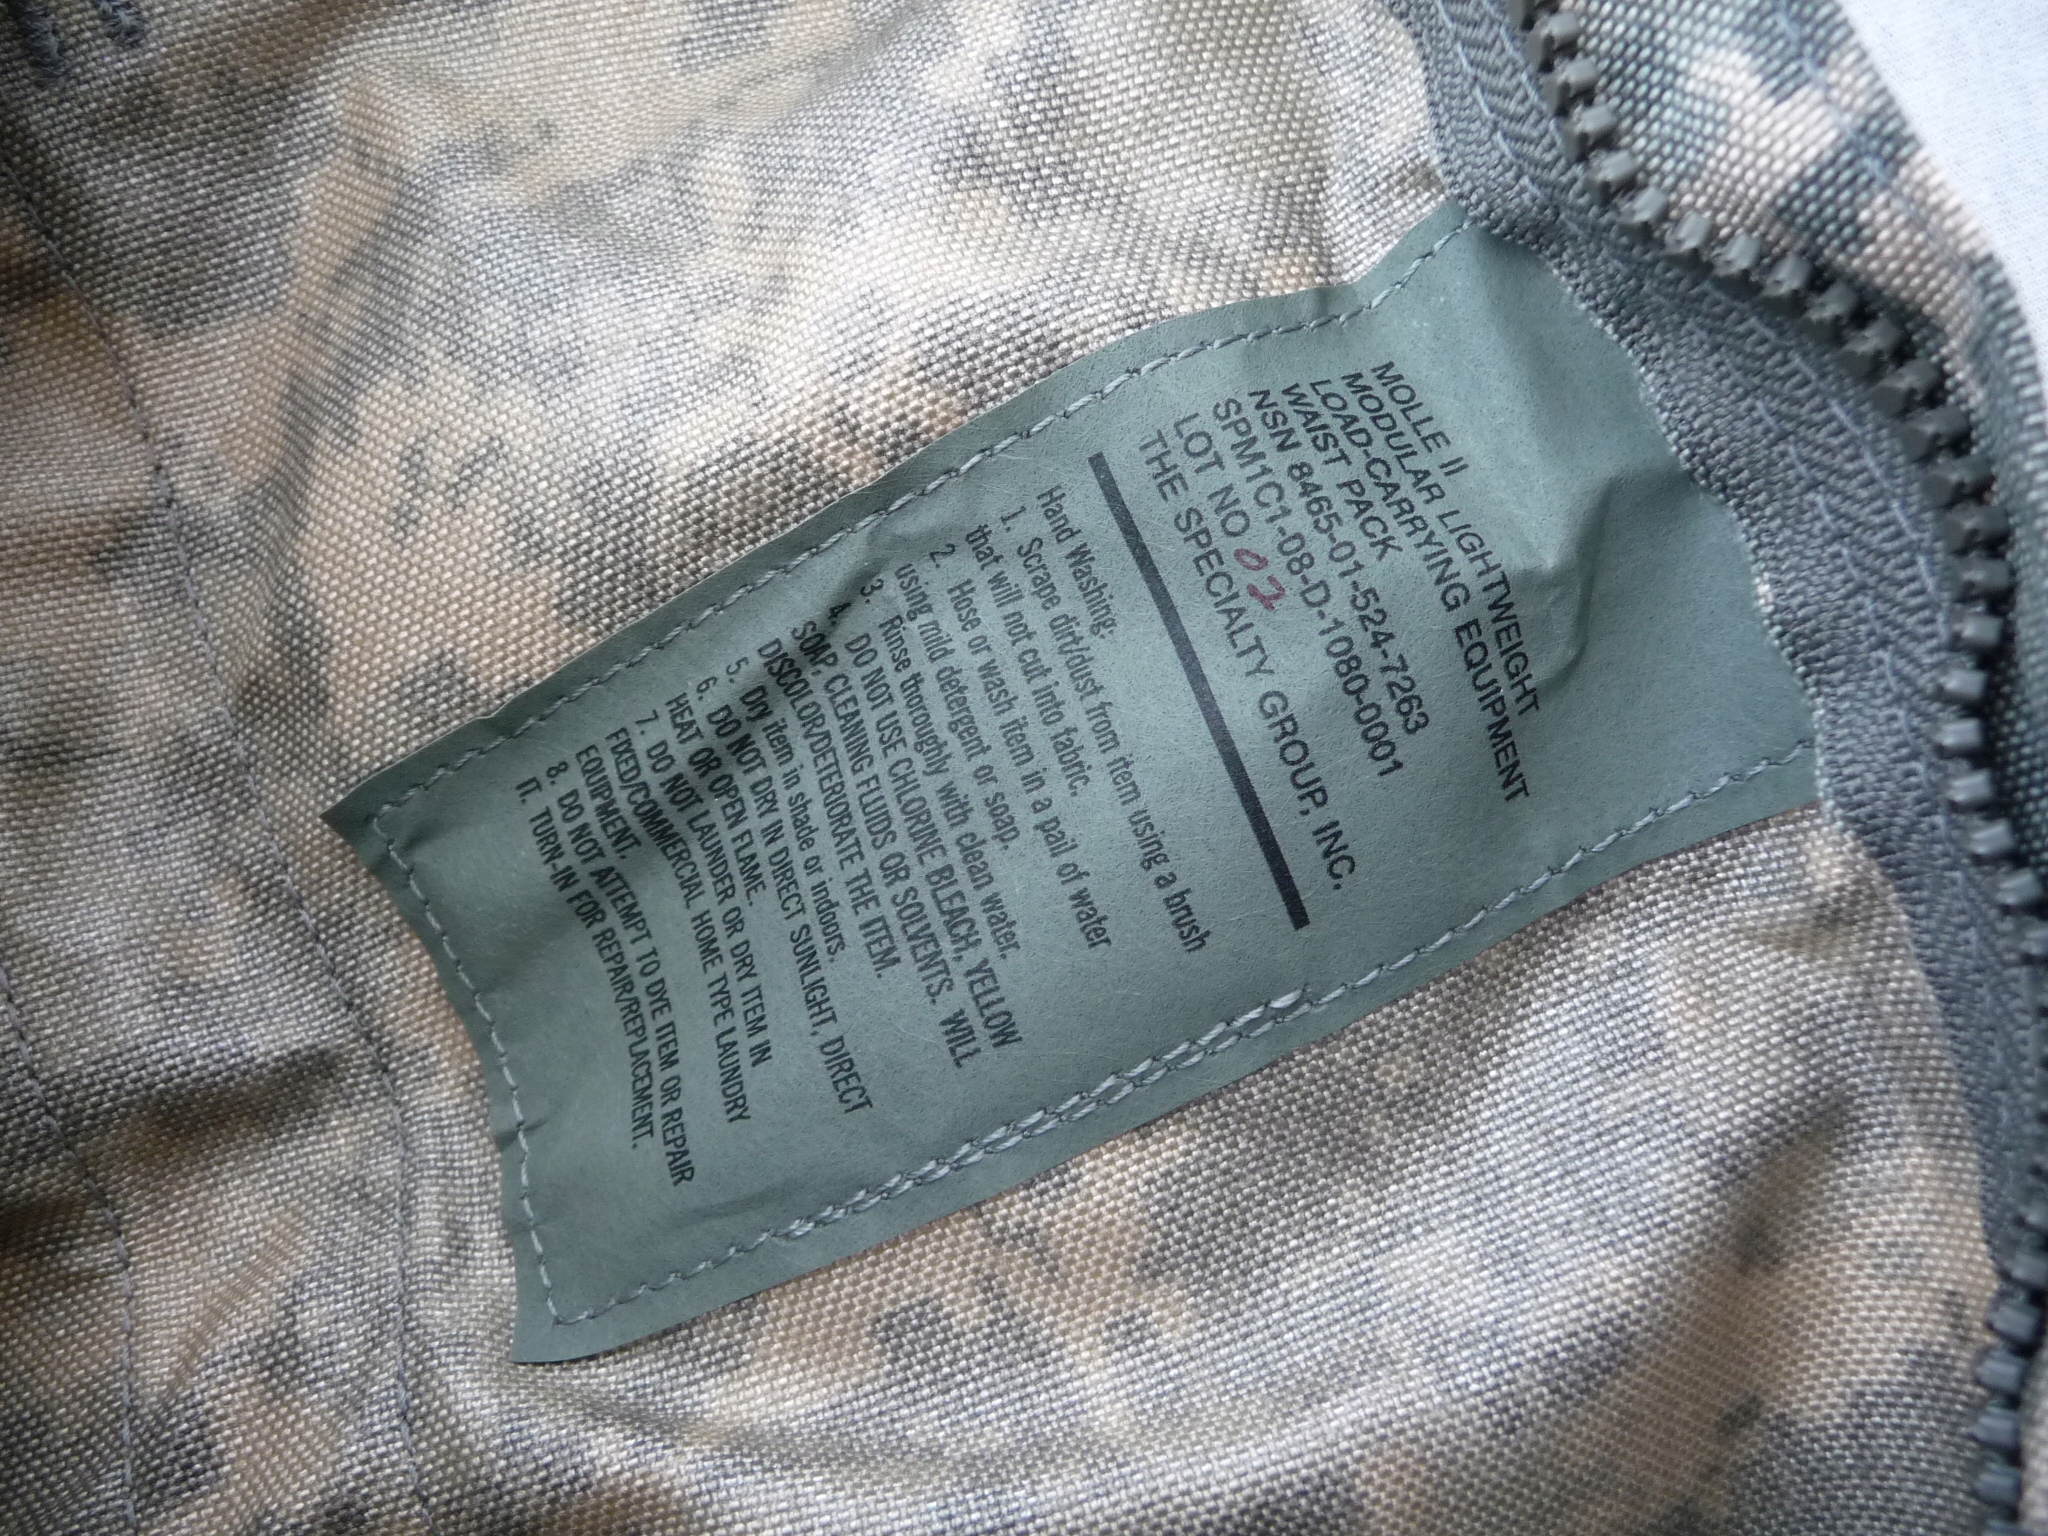 MOLLE II
MODULAR LIGHTWEIGHT
LOAD-CARRYING EQUIPMENT
WAIST PACK
NSN 8465-01-524-7263
SPM1C1-08-D-1080-0001
LOT NO 02
THE SPECIALTY GROUP, INC.
Hand Washing:
1. Scrape dirt/dust from item using a brush
that will not cut into fabric.
2. Hose or wash item in a pail of water
using mild detergent or soap.
3. Rinse thoroughly with clean water.
4. DO NOT USE CHLORINE BLEACH, YELLOW
SOAP, CLEANING FLUIDS OR SOLVENTS. WILL
DISCOLOR/DETERIORATE THE ITEM.
5. Dry item in shade or indoors.
6. DO NOT DRY IN DIRECT SUNLIGHT, DIRECT
HEAT OR OPEN FLAME.
7. DO NOT LAUNDER OR DRY ITEM IN
FIXED/COMMERCIAL HOME TYPE LAUNDRY
EQUIPMENT.
8. DO NOT ATTEMPT TO DYE ITEM OR REPAIR
IT. TURN-IN FOR REPAIR/REPLACEMENT.